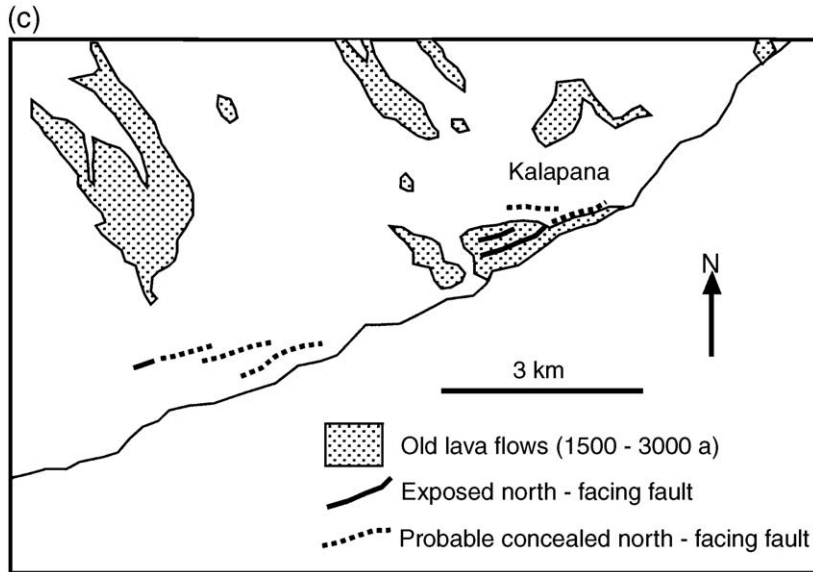 (c)
Kalapana
N
3 km
Old lava flows (1500 - 3000 a)
Exposed north - facing fault
Probable concealed north - facing fault